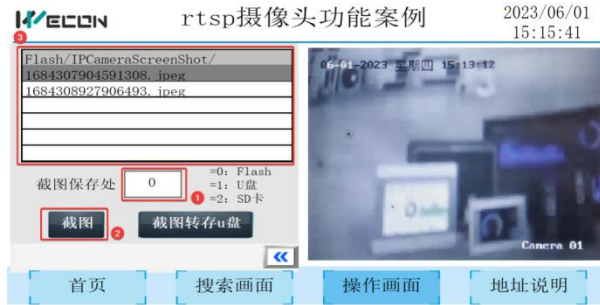 WECON
rtsp摄像头功能案例
2023/06/01
15:15:41
3
Flash/IPCameraScreenShot/
1684307904591308. jpeg
1684308927906493. jpeg
截图保存处
0
1
=0: Flash
=1: U盘
=2: SD卡
截图
2
截图转存u盘
«
06-01-2023 星期四 15:13:12
Camera 01
首页
搜索画面
操作画面
地址说明